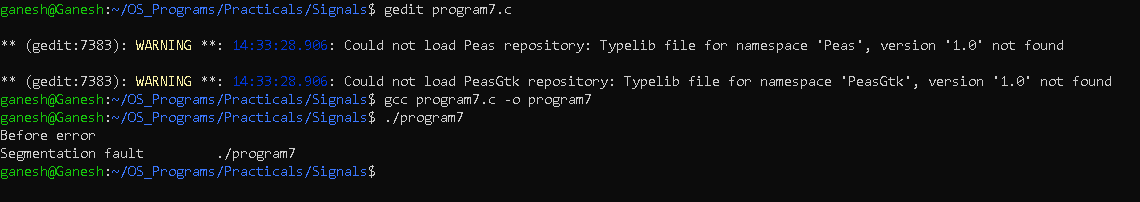 ganesh@Ganesh:~/OS_Programs/Practicals/Signals$ gedit program7.c
** (gedit:7383): WARNING **: 14:33:28.906: Could not load Peas repository: Typelib file for namespace 'Peas', version '1.0' not found
** (gedit:7383): WARNING **: 14:33:28.906: Could not load PeasGtk repository: Typelib file for namespace 'PeasGtk', version '1.0' not found
ganesh@Ganesh:~/OS_Programs/Practicals/Signals$ gcc program7.c -o program7
ganesh@Ganesh:~/OS_Programs/Practicals/Signals$ ./program7
Before error
Segmentation fault        ./program7
ganesh@Ganesh:~/OS_Programs/Practicals/Signals$